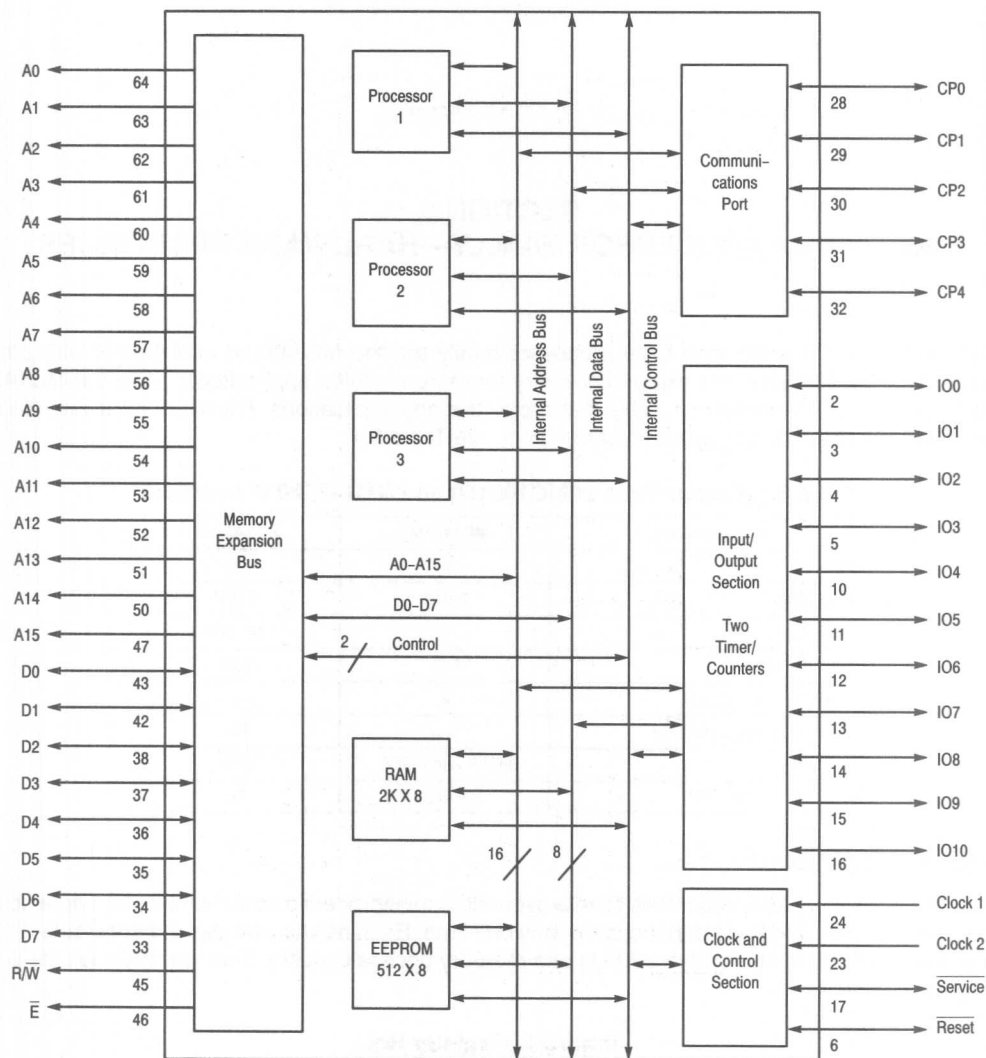 A0
64
A1
63
A2
62
A3
61
A4
60
A5
59
A6
58
A7
57
A8
56
A9
55
A10
54
A11
53
A12
52
A13
51
A14
50
A15
47
D0
43
D1
42
D2
38
D3
37
D4
36
D5
35
D6
34
D7
33
R/W
45
E
46
Memory
Expansion
Bus
Processor
1
Processor
2
Processor
3
A0–A15
D0–D7
2
Control
RAM
2K X 8
16
8
EEPROM
512 X 8
Internal Address Bus
Internal Data Bus
Internal Control Bus
Communi–
cations
Port
Input/
Output
Section
Two
Timer/
Counters
Clock and
Control
Section
CP0
28
CP1
29
CP2
30
CP3
31
CP4
32
IO0
2
IO1
3
IO2
4
IO3
5
IO4
10
IO5
11
IO6
12
IO7
13
IO8
14
IO9
15
IO10
16
Clock 1
24
Clock 2
23
Service
17
Reset
6